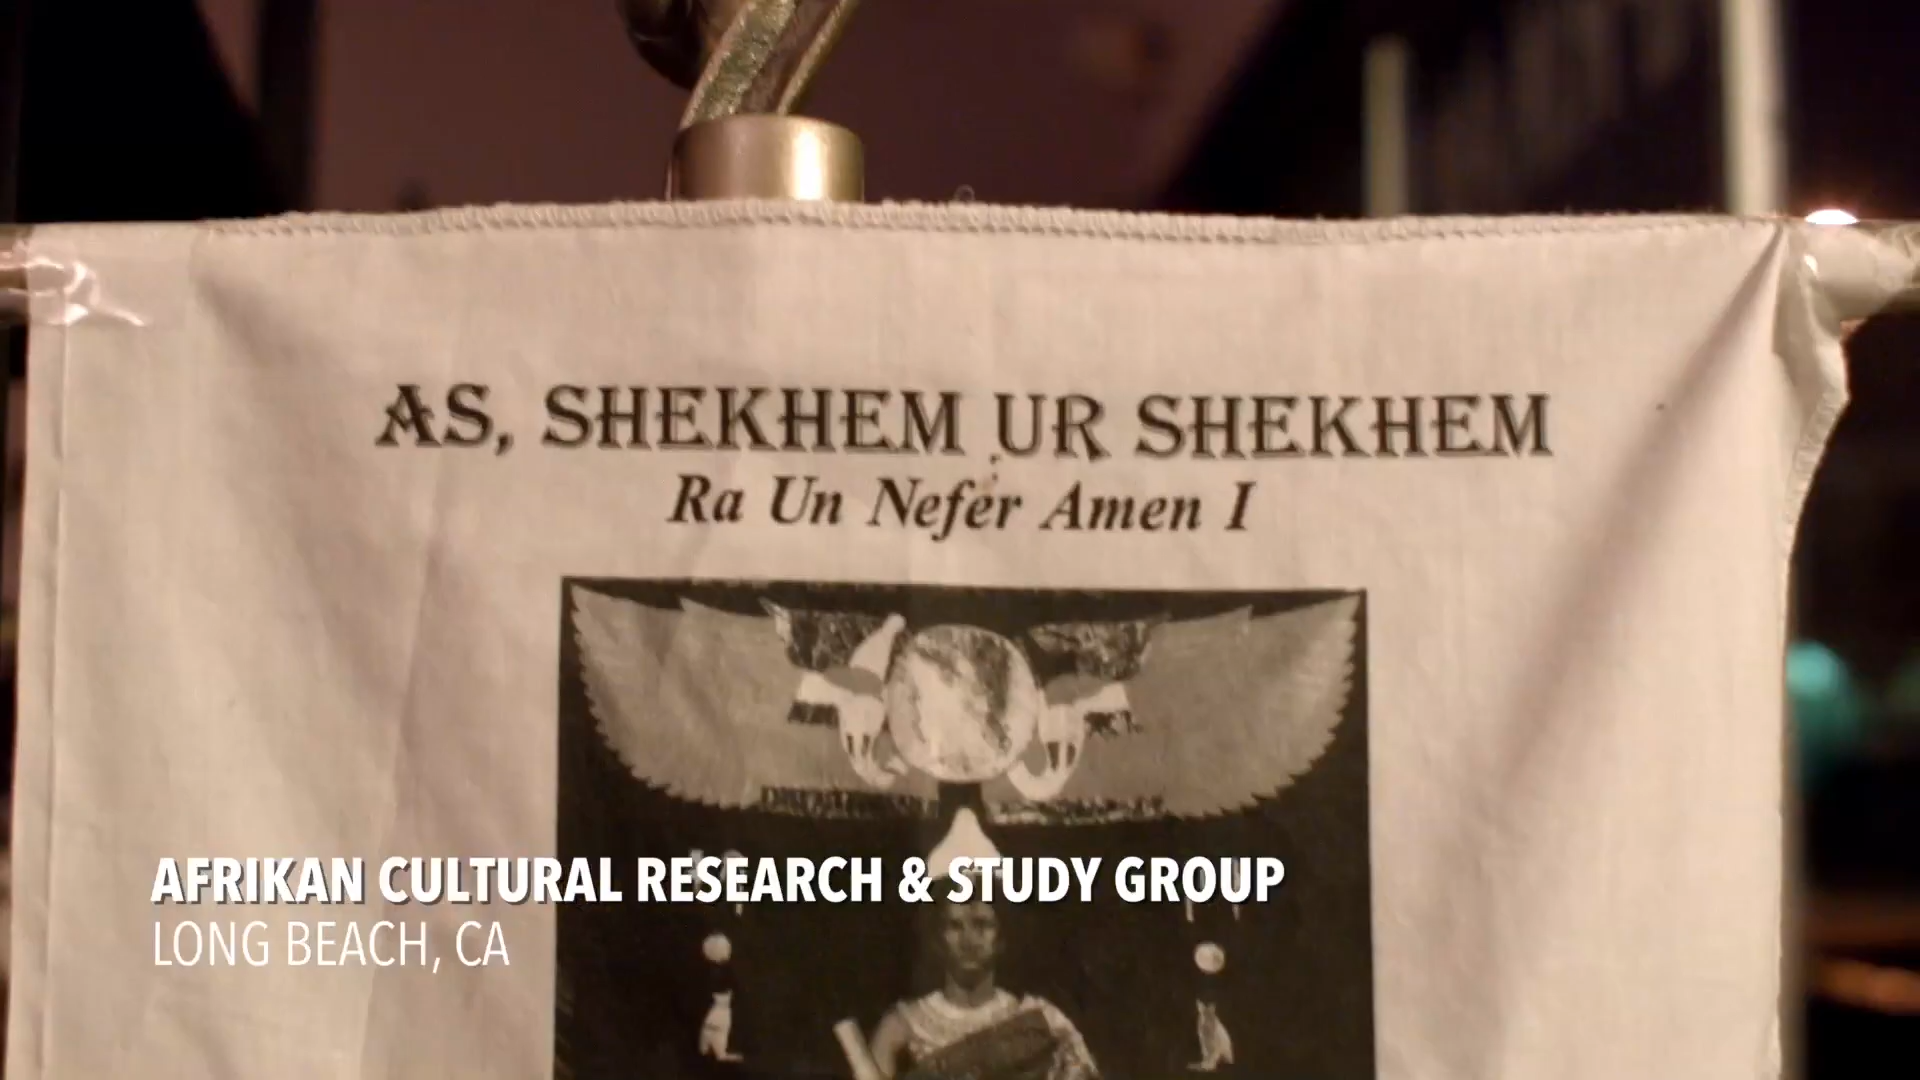 AS, SHEKHEM UR SHEKHEM
Ra Un Nefer Amen I
AFRIKAN CULTURAL RESEARCH & STUDY GROUP
LONG BEACH, CA